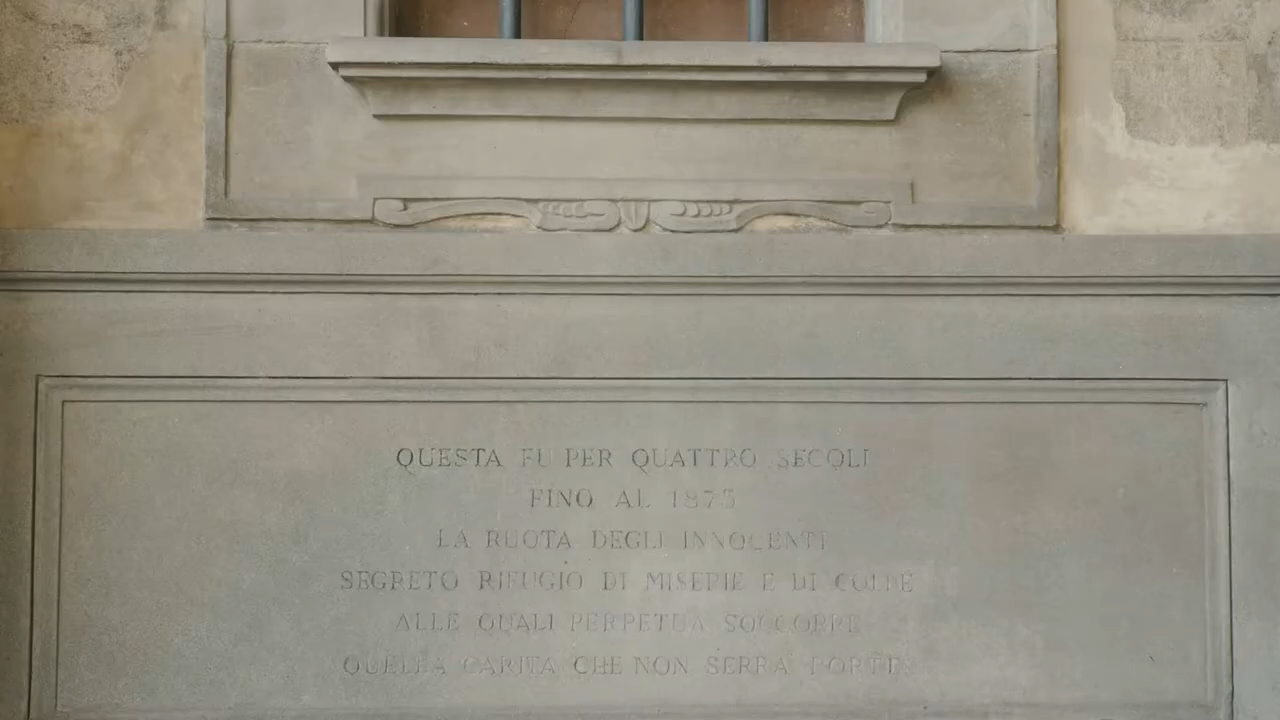 QUESTA FU PER QUATTRO SECOLI
FINO AL 1875
LA RUOTA DEGLI INNOCENTI
SEGRETO RIFUGIO DI MISERIE E DI COLPE
ALLE QUALI PERPETUA SOCCORRE
QUELLA CARITA CHE NON SERRA PORTE